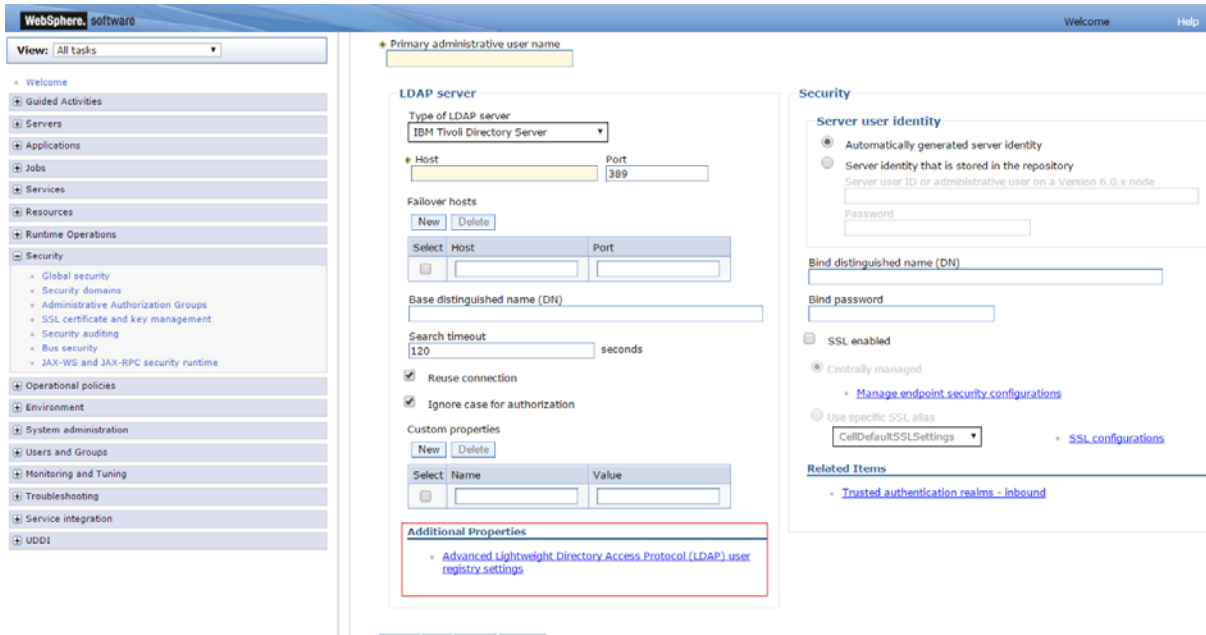 WebSphere. software
Welcome Help
View: All tasks
Welcome
Guided Activities
Servers
Applications
Jobs
Services
Resources
Runtime Operations
Security
Global security
Security domains
Administrative Authorization Groups
SSL certificate and key management
Security auditing
Bus security
JAX-WS and JAX-RPC security runtime
Operational policies
Environment
System administration
Users and Groups
Monitoring and Tuning
Troubleshooting
Service integration
UDDI
Primary administrative user name
LDAP server
Type of LDAP server
IBM Tivoli Directory Server
Host Port
389
Failover hosts
New Delete
Select Host Port
Base distinguished name (DN)
Search timeout
120 seconds
Reuse connection
Ignore case for authorization
Custom properties
New Delete
Select Name Value
Additional Properties
Advanced Lightweight Directory Access Protocol (LDAP) user
registry settings
Security
Server user identity
Automatically generated server identity
Server identity that is stored in the repository
Server user ID or administrative user on a Version 6.0.x node
Password
Bind distinguished name (DN)
Bind password
SSL enabled
Centrally managed
Manage endpoint security configurations
Use specific SSL alias
CellDefaultSSLSettings SSL configurations
Related Items
Trusted authentication realms - inbound